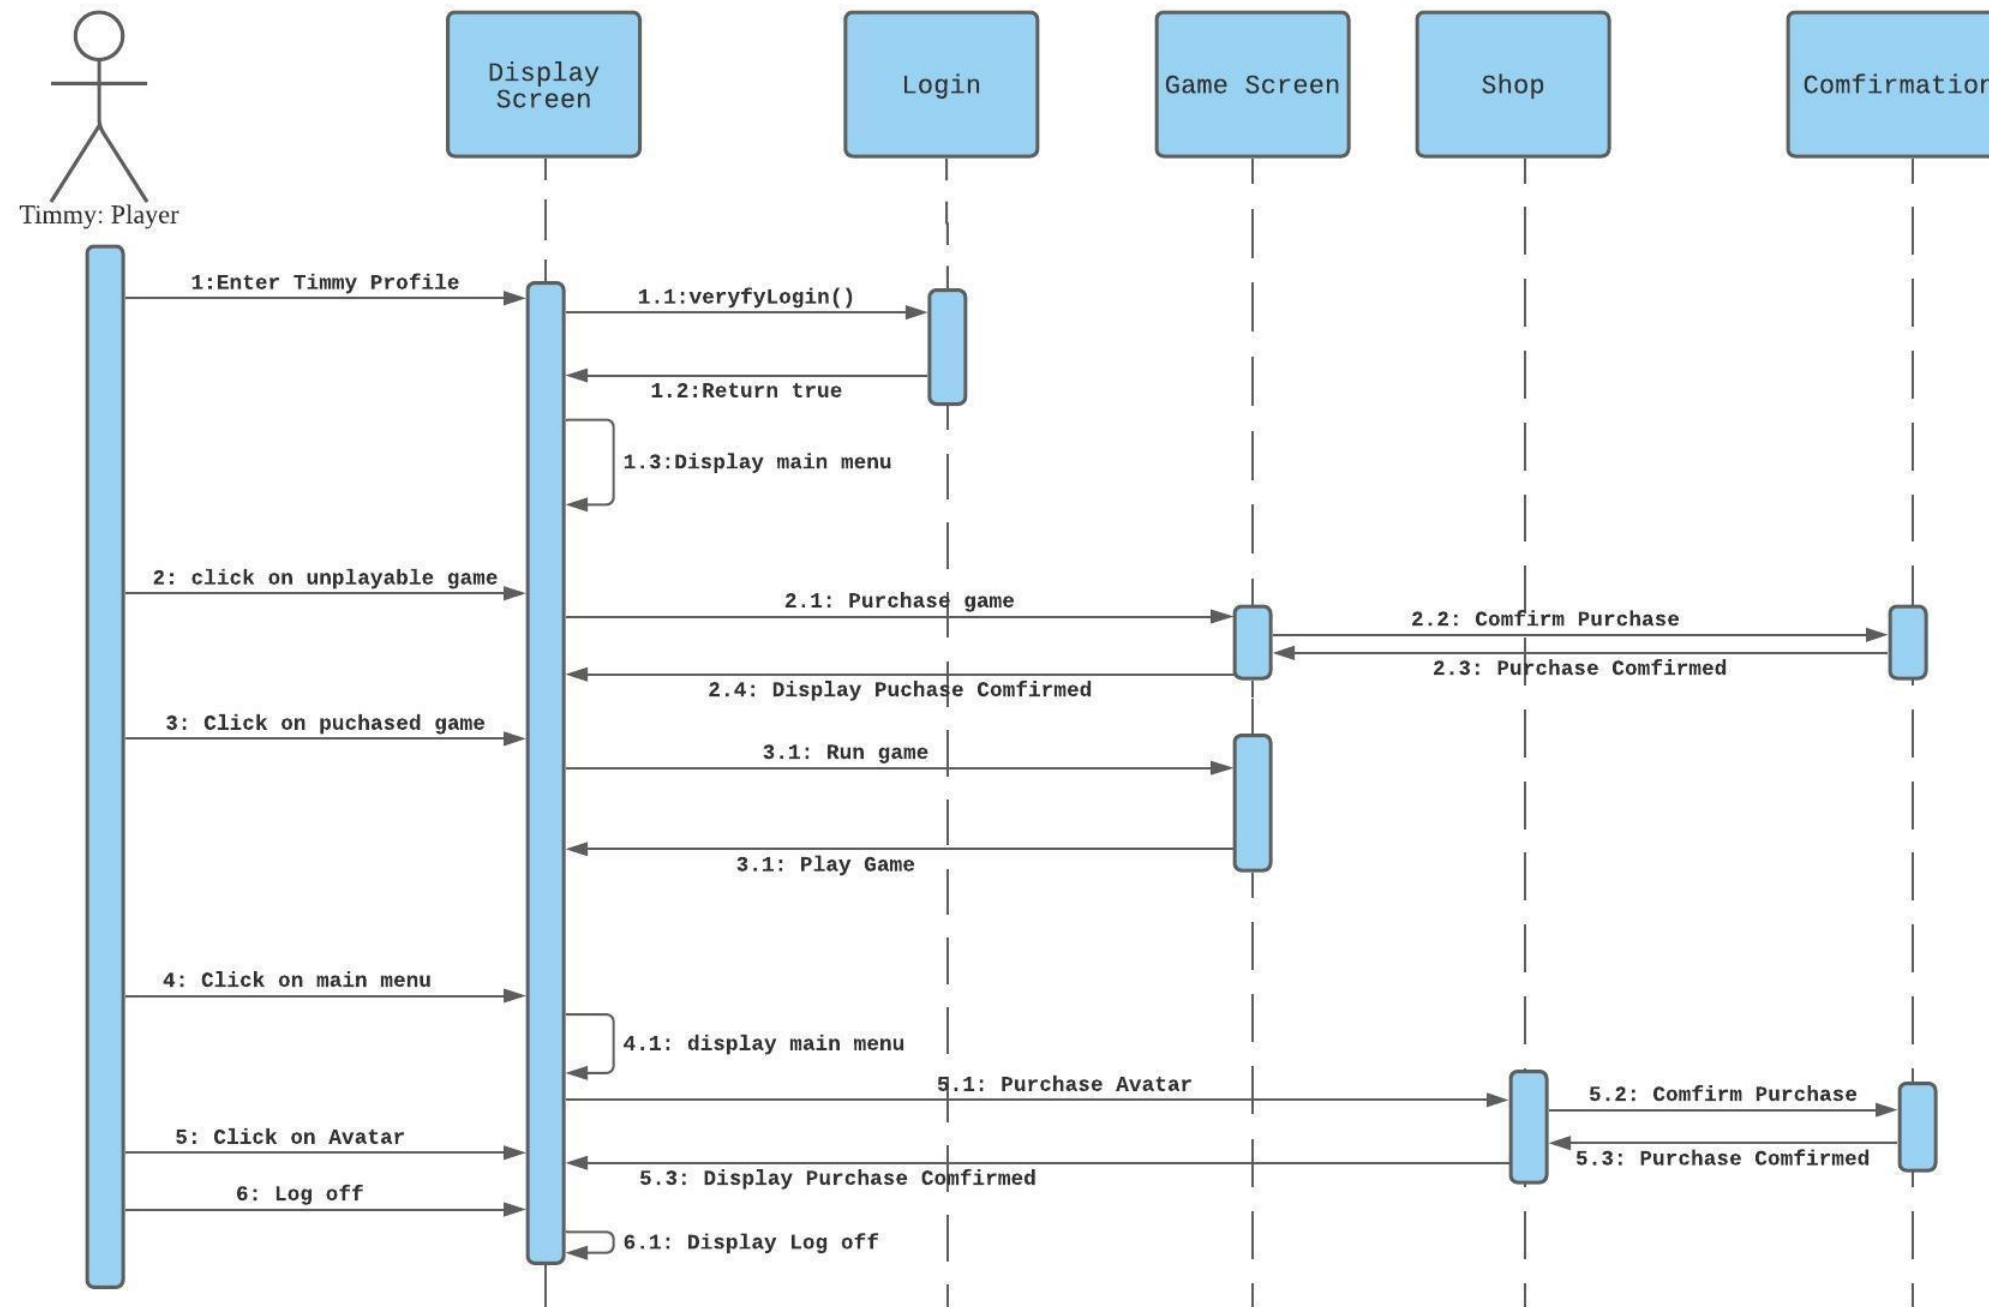 Display
Screen
Login
Game Screen
Shop
Comfirmation
Timmy: Player
1:Enter Timmy Profile
1.1:veryfyLogin()
1.2:Return true
1.3:Display main menu
2: click on unplayable game
2.1: Purchase game
2.2: Comfirm Purchase
2.3: Purchase Comfirmed
2.4: Display Puchase Comfirmed
3: Click on puchased game
3.1: Run game
3.1: Play Game
4: Click on main menu
4.1: display main menu
5.1: Purchase Avatar
5.2: Comfirm Purchase
5: Click on Avatar
5.3: Purchase Comfirmed
5.3: Display Purchase Comfirmed
6: Log off
6.1: Display Log off